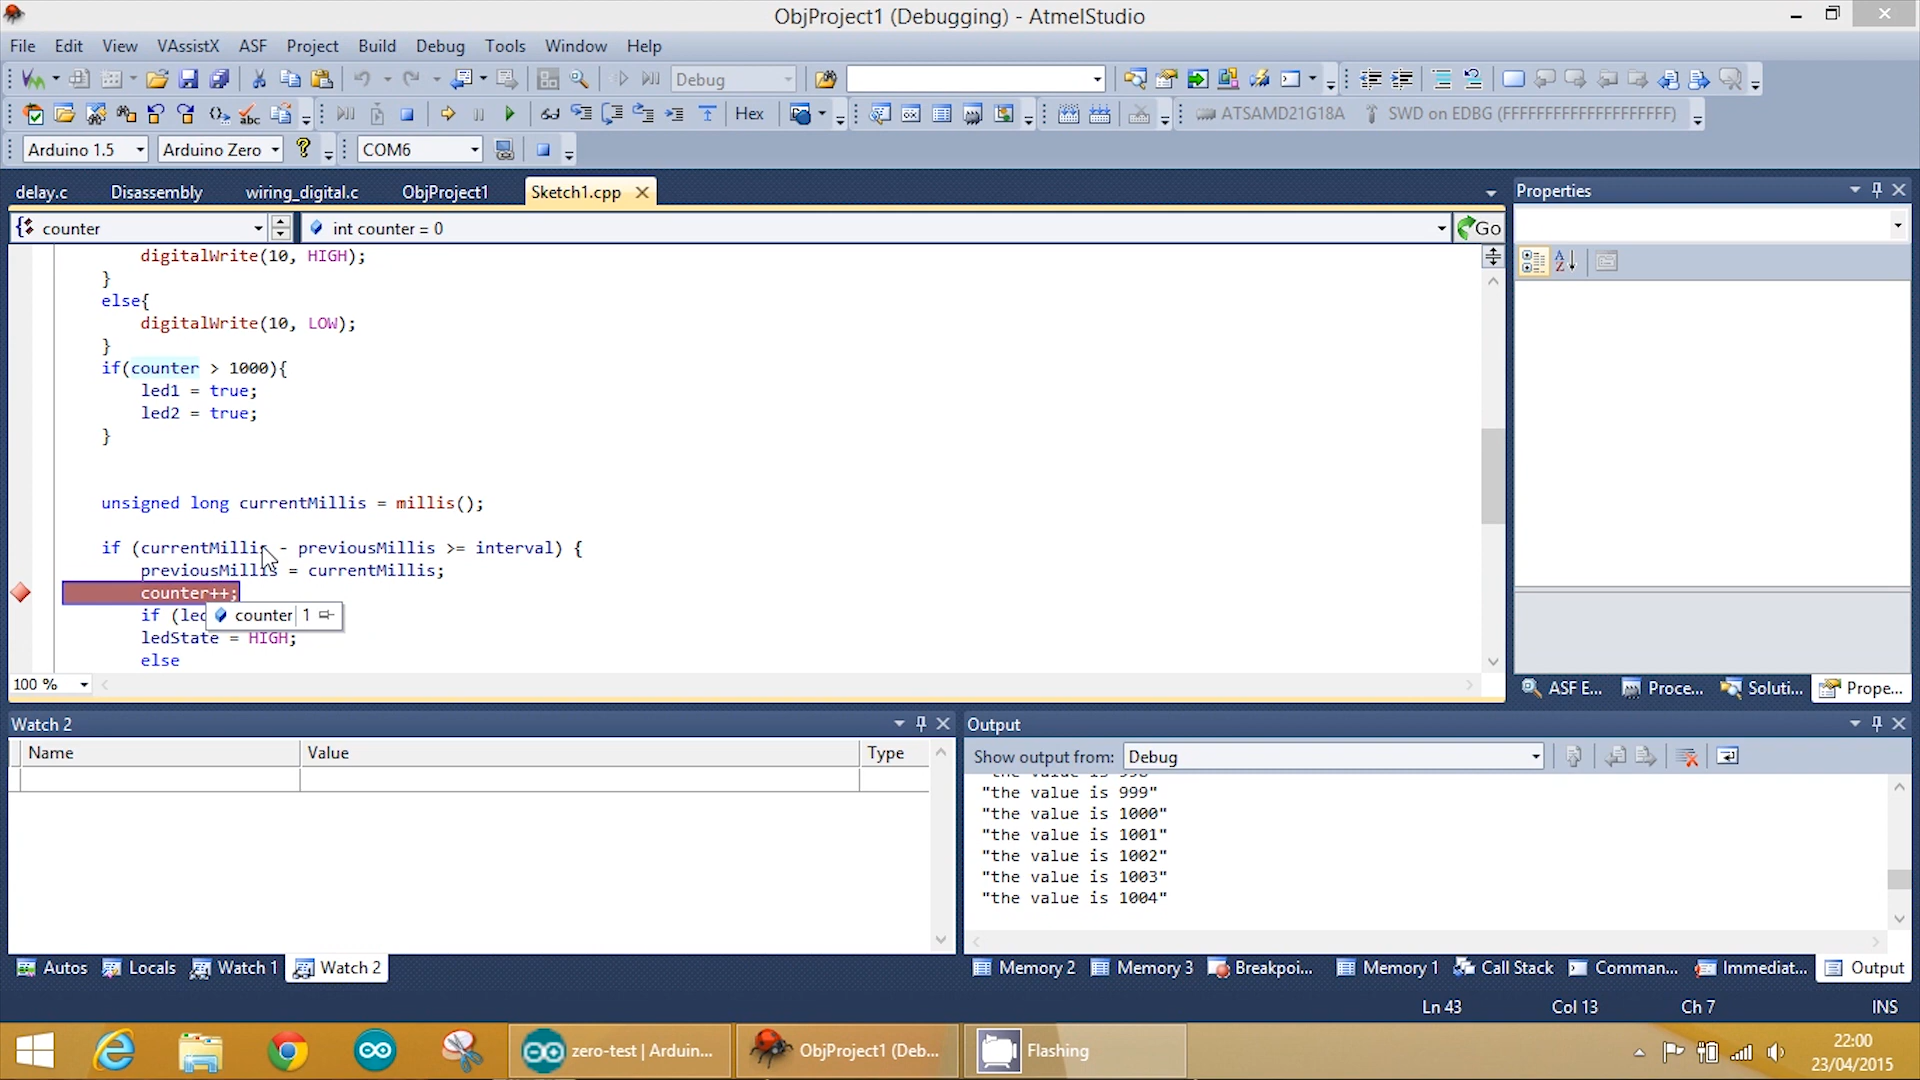 ObjProject1 (Debugging) - AtmelStudio
File Edit View VAssistX ASF Project Build Debug Tools Window Help
Debug
Hex
ATSAMD21G18A SWD on EDBG (FFFFFFFFFFFFFFFFFFFF)
Arduino 1.5 Arduino Zero COM6
delay.c Disassembly wiring_digital.c ObjProject1 Sketch1.cpp
Properties
counter int counter = 0 Go
digitalWrite(10, HIGH);
}
else{
digitalWrite(10, LOW);
}
if(counter > 1000){
led1 = true;
led2 = true;
}
unsigned long currentMillis = millis();
if (currentMillis - previousMillis >= interval) {
previousMillis = currentMillis;
counter++;
if (led
counter 1
ledState = HIGH;
else
100 %
ASF E... Proce... Soluti... Prope...
Watch 2
Name Value Type
Output
Show output from: Debug
"the value is 998"
"the value is 999"
"the value is 1000"
"the value is 1001"
"the value is 1002"
"the value is 1003"
"the value is 1004"
Autos Locals Watch 1 Watch 2
Memory 2 Memory 3 Breakpoi... Memory 1 Call Stack Comman... Immediat... Output
Ln 43 Col 13 Ch 7 INS
zero-test | Arduin... ObjProject1 (Deb... Flashing
22:00
23/04/2015